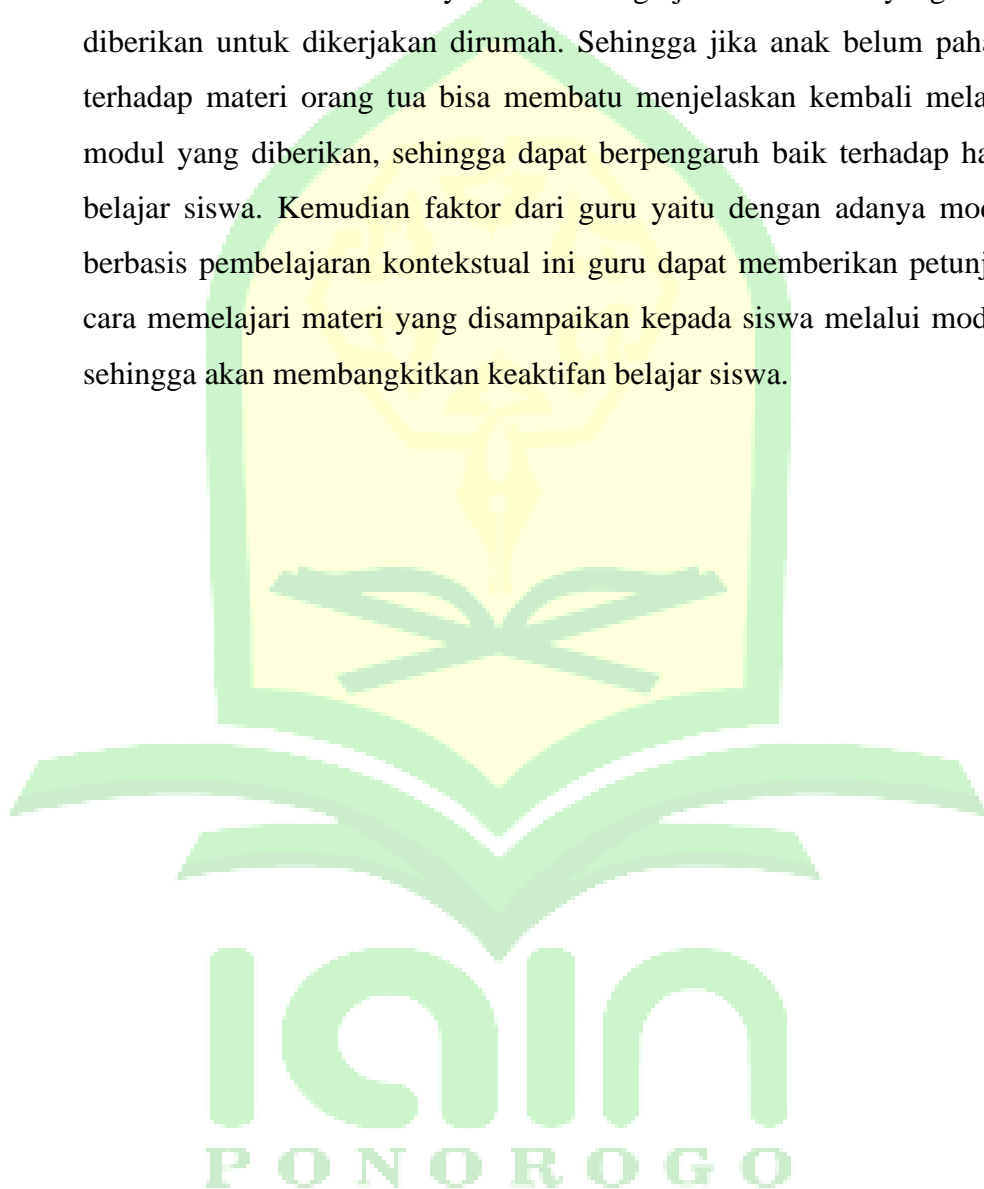 diberikan untuk dikerjakan dirumah. Sehingga jika anak belum paha
terhadap materi orang tua bisa membatu menjelaskan kembali mela
modul yang diberikan, sehingga dapat berpengaruh baik terhadap ha
belajar siswa. Kemudian faktor dari guru yaitu dengan adanya mod
berbasis pembelajaran kontekstual ini guru dapat memberikan petunj
cara memelajari materi yang disampaikan kepada siswa melalui mod
sehingga akan membangkitkan keaktifan belajar siswa.
iain
PONOROGO